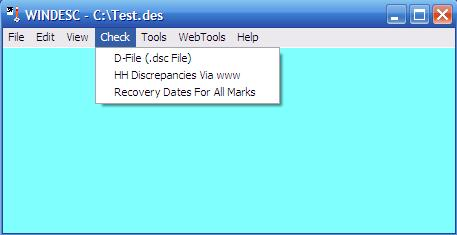 WINDESC - C:\Test.des
File Edit View Check Tools WebTools Help
D-File (.dsc File)
HH Discrepancies Via www
Recovery Dates For All Marks